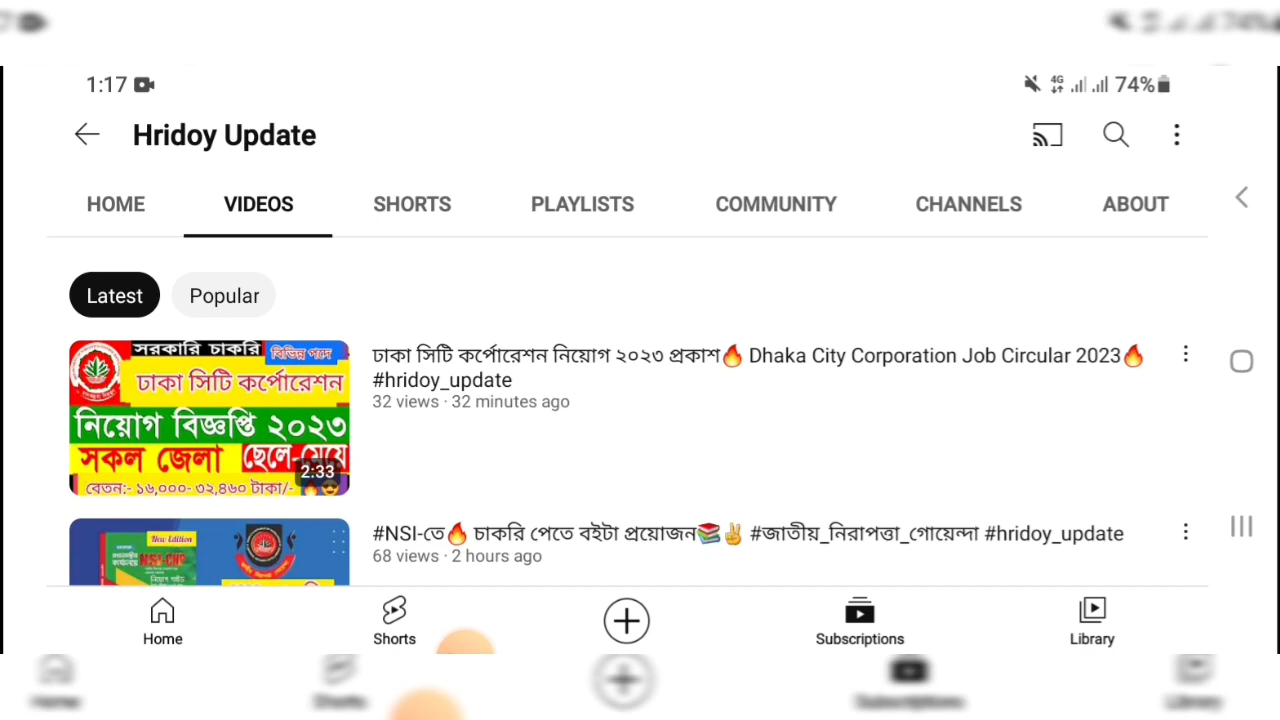 1:17
4G 74%
Hridoy Update
HOME VIDEOS SHORTS PLAYLISTS COMMUNITY CHANNELS ABOUT
Latest Popular
সরকারি চাকরি বিভিন্ন পদে
ঢাকা সিটি কর্পোরেশন
নিয়োগ বিজ্ঞপ্তি ২০২৩
সকল জেলা ছেলে-মেয়ে
বেতন:- ১৬,০০০- ৩২,৪৬০ টাকা/-
2:33
ঢাকা সিটি কর্পোরেশন নিয়োগ ২০২৩ প্রকাশ🔥 Dhaka City Corporation Job Circular 2023🔥
#hridoy_update
32 views · 32 minutes ago
New Edition
#NSI-তে🔥 চাকরি পেতে বইটা প্রয়োজন📚✌️ #জাতীয়_নিরাপত্তা_গোয়েন্দা #hridoy_update
68 views · 2 hours ago
Home Shorts Subscriptions Library